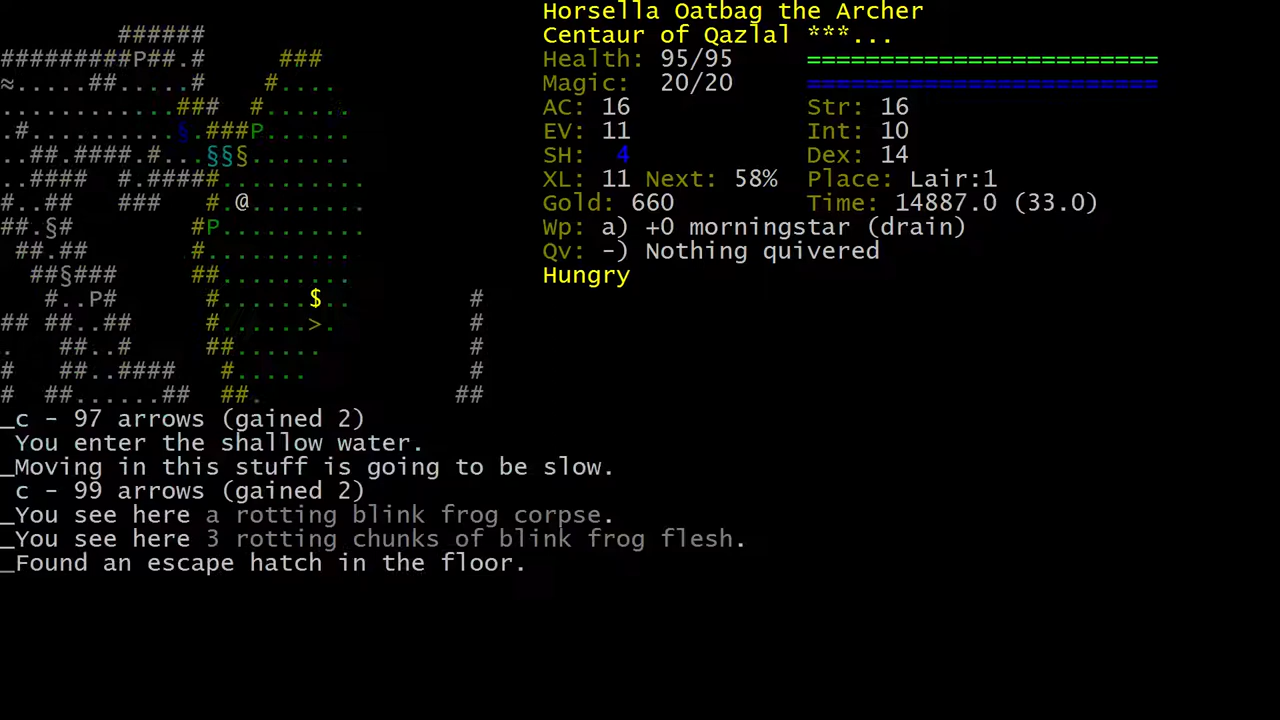 Horsella Oatbag the Archer
Centaur of Qazlal ***...
Health: 95/95 ========================
Magic: 20/20 ========================
AC: 16 Str: 16
EV: 11 Int: 10
SH: 4 Dex: 14
XL: 11 Next: 58% Place: Lair:1
Gold: 660 Time: 14887.0 (33.0)
Wp: a) +0 morningstar (drain)
Qv: -) Nothing quivered
Hungry
_c - 97 arrows (gained 2)
You enter the shallow water.
_Moving in this stuff is going to be slow.
c - 99 arrows (gained 2)
_You see here a rotting blink frog corpse.
_You see here 3 rotting chunks of blink frog flesh.
_Found an escape hatch in the floor.